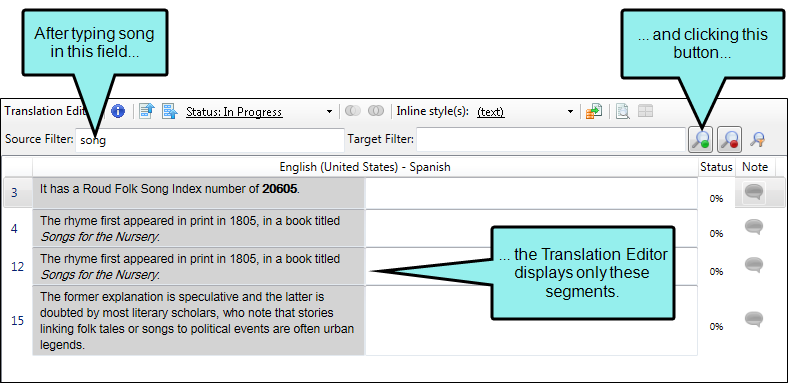 After typing song
in this field...
... and clicking this
button...
Status: In Progress
Inline style(s): (text)
Source Filter: song Target Filter:
English (United States) - Spanish Status Note
3 It has a Roud Folk Song Index number of 20605. 0%
4 The rhyme first appeared in print in 1805, in a book titled
Songs for the Nursery. 0%
12 The rhyme first appeared in print in 1805, in a book titled
Songs for the Nursery. 0%
... the Translation Editor
displays only these
segments.
15 The former explanation is speculative and the latter is
doubted by most literary scholars, who note that stories
linking folk tales or songs to political events are often urban
legends. 0%